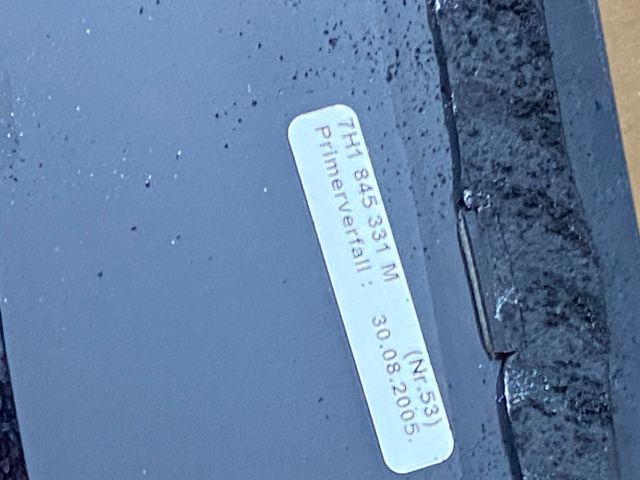 7H1 845 331 M (Nr.53)
Primerverfall : 30.08.2005.